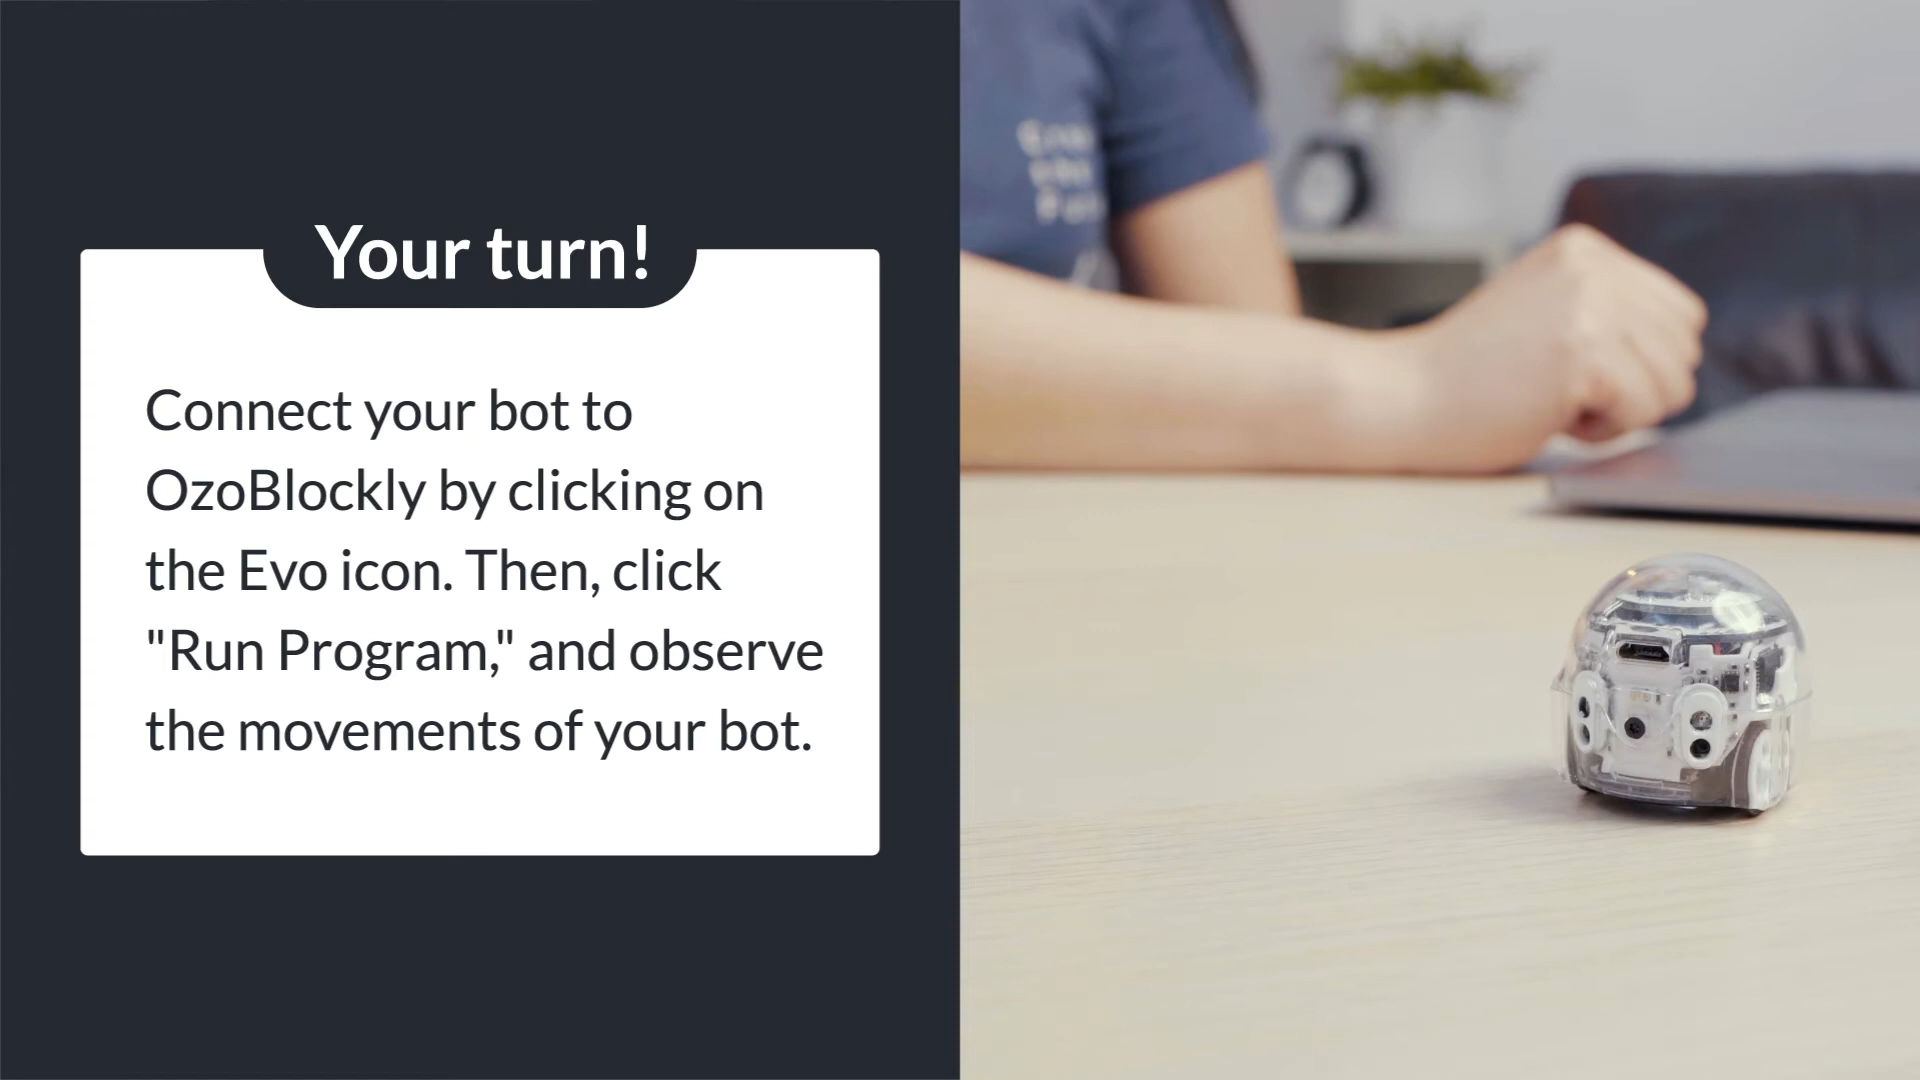 Your turn!
Connect your bot to
OzoBlockly by clicking on
the Evo icon. Then, click
"Run Program," and observe
the movements of your bot.